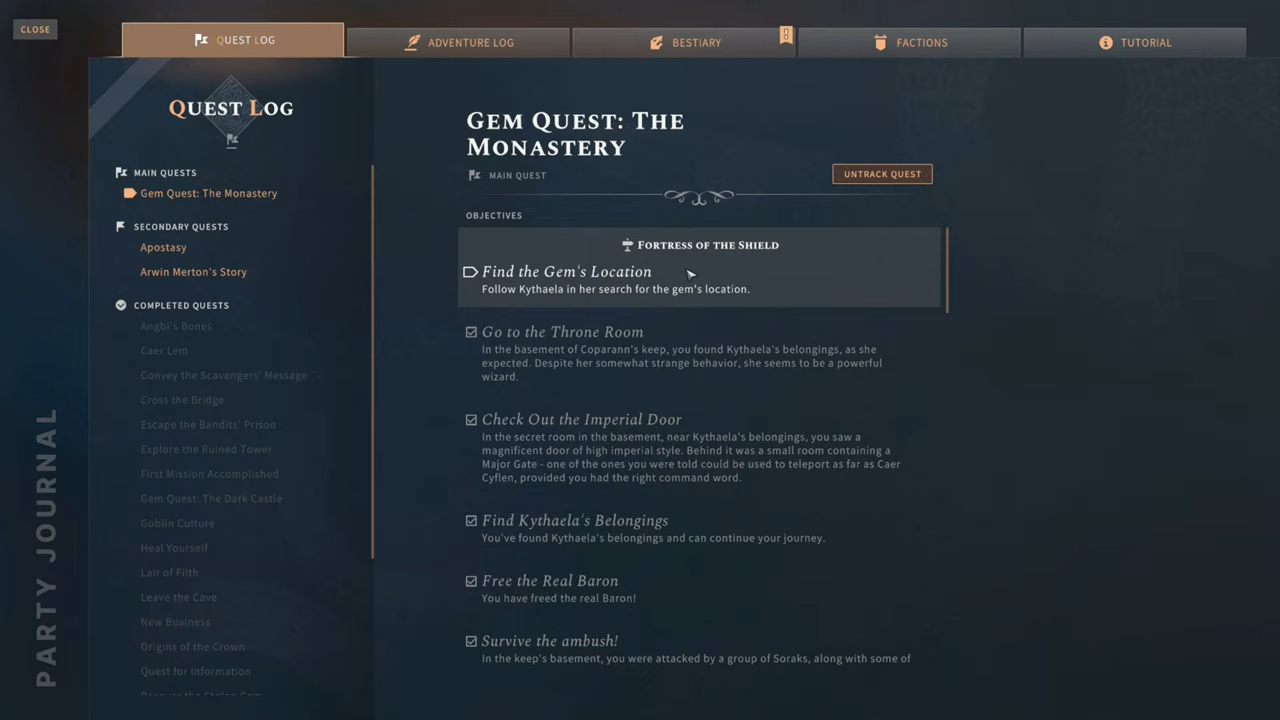 CLOSE
QUEST LOG
ADVENTURE LOG
BESTIARY
FACTIONS
TUTORIAL
PARTY JOURNAL
QUEST LOG
MAIN QUESTS
Gem Quest: The Monastery
SECONDARY QUESTS
Apostasy
Arwin Merton's Story
COMPLETED QUESTS
Angbi's Bones
Caer Lem
Convey the Scavengers' Message
Cross the Bridge
Escape the Bandits' Prison
Explore the Ruined Tower
First Mission Accomplished
Gem Quest: The Dark Castle
Goblin Culture
Heal Yourself
Lair of Filth
Leave the Cave
New Business
Origins of the Crown
Quest for Information
GEM QUEST: THE
MONASTERY
MAIN QUEST
UNTRACK QUEST
OBJECTIVES
FORTRESS OF THE SHIELD
Find the Gem's Location
Follow Kythaela in her search for the gem's location.
Go to the Throne Room
In the basement of Coparann's keep, you found Kythaela's belongings, as she
expected. Despite her somewhat strange behavior, she seems to be a powerful
wizard.
Check Out the Imperial Door
In the secret room in the basement, near Kythaela's belongings, you saw a
magnificent door of high imperial style. Behind it was a small room containing a
Major Gate - one of the ones you were told could be used to teleport as far as Caer
Cyflen, provided you had the right command word.
Find Kythaela's Belongings
You've found Kythaela's belongings and can continue your journey.
Free the Real Baron
You have freed the real Baron!
Survive the ambush!
In the keep's basement, you were attacked by a group of Soraks, along with some of